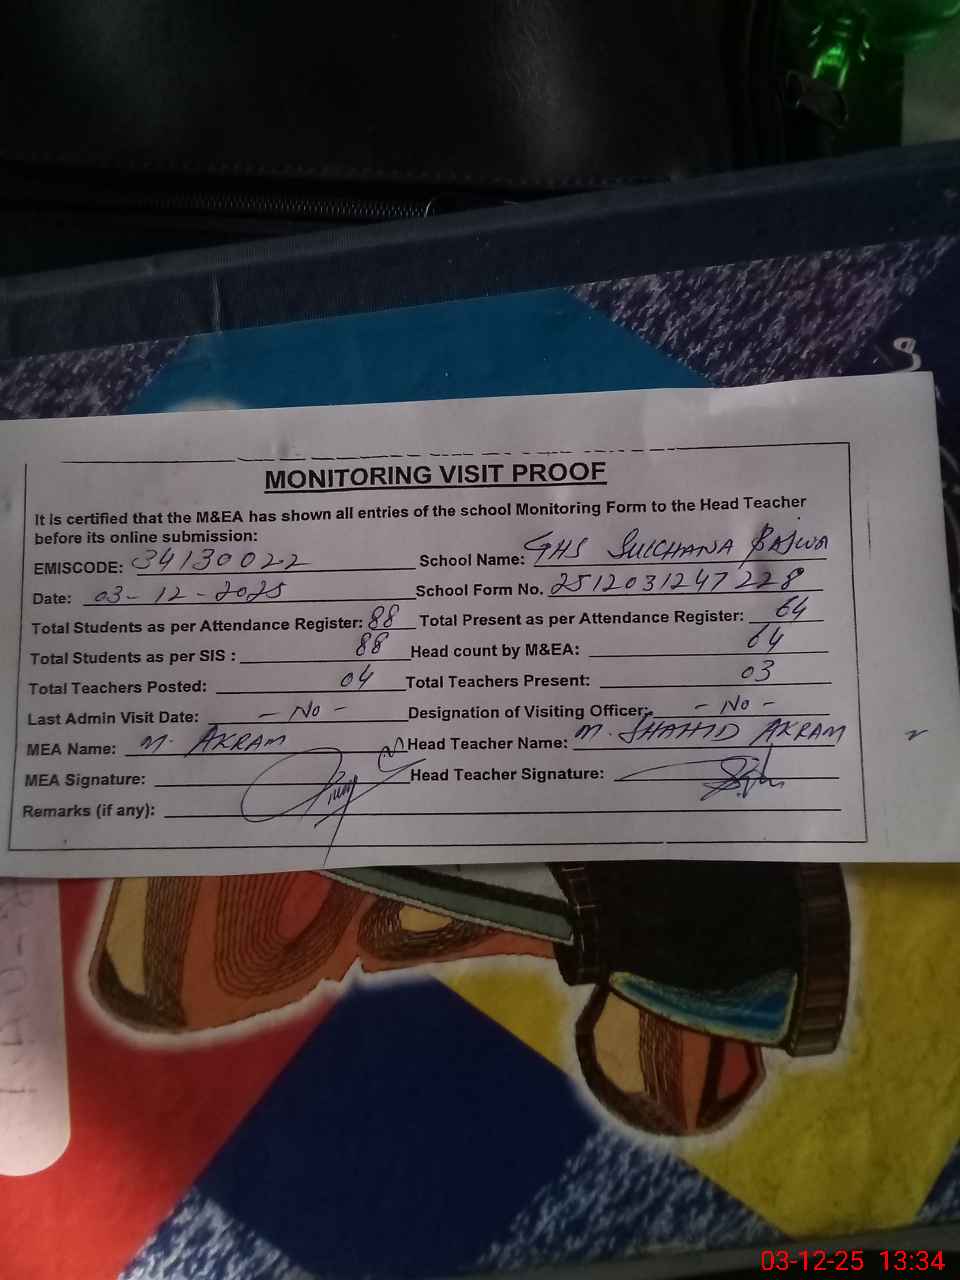 MONITORING VISIT PROOF
It is certified that the M&EA has shown all entries of the school Monitoring Form to the Head Teacher
before its online submission:
EMISCODE: 34130022 School Name: GHS SULCHANA BAJWA
Date: 03-12-2025 School Form No. 2512031247228
Total Students as per Attendance Register: 88 Total Present as per Attendance Register: 64
Total Students as per SIS : 88 Head count by M&EA: 64
Total Teachers Posted: 04 Total Teachers Present: 03
Last Admin Visit Date: - No - Designation of Visiting Officer: - No -
MEA Name: M. AKRAM Head Teacher Name: M. SHAHID AKRAM
MEA Signature: Head Teacher Signature:
Remarks (if any):
03-12-25 13:34